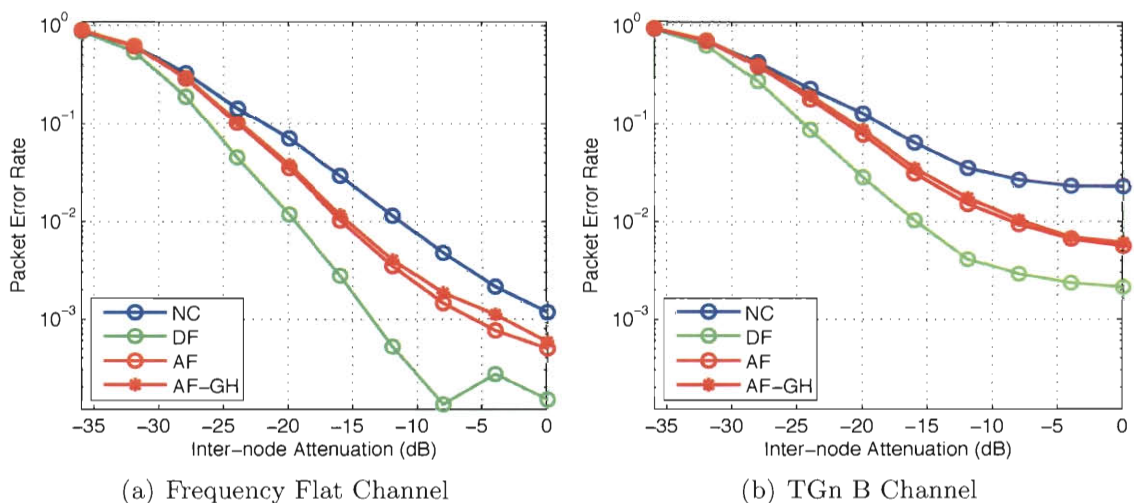 10^0
10^-1
10^-2
10^-3
Packet Error Rate
NC
DF
AF
AF-GH
-35 -30 -25 -20 -15 -10 -5 0
Inter-node Attenuation (dB)
(a) Frequency Flat Channel
10^0
10^-1
10^-2
10^-3
Packet Error Rate
NC
DF
AF
AF-GH
-35 -30 -25 -20 -15 -10 -5 0
Inter-node Attenuation (dB)
(b) TGn B Channel